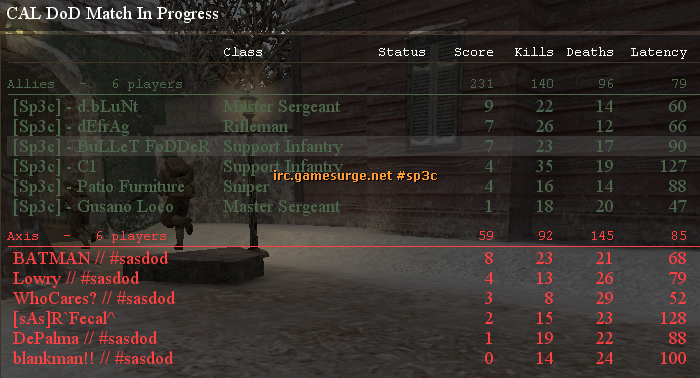 CAL DoD Match In Progress
Class Status Score Kills Deaths Latency
Allies - 6 players 231 140 96 79
[Sp3c] - d.bLuNt Master Sergeant 9 22 14 60
[Sp3c] - dEfrAg Rifleman 7 26 12 66
[Sp3c] - BuLLeT FoDDeR Support Infantry 7 23 17 90
[Sp3c] - C1 Support Infantry 4 35 19 127
irc.gamesurge.net #sp3c
[Sp3c] - Patio Furniture Sniper 4 16 14 88
[Sp3c] - Gusano Loco Master Sergeant 1 18 20 47
Axis - 6 players 59 92 145 85
BATMAN // #sasdod 8 23 21 68
Lowry // #sasdod 4 13 26 79
WhoCares? // #sasdod 3 8 29 52
[sAs]R`Fecal^ 2 15 23 128
DePalma // #sasdod 1 19 22 88
blankman!! // #sasdod 0 14 24 100